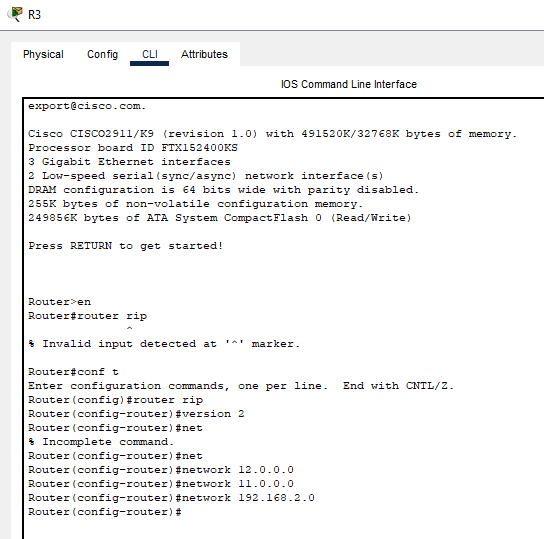 R3
Physical Config CLI Attributes
IOS Command Line Interface
export@cisco.com.
Cisco CISCO2911/K9 (revision 1.0) with 491520K/32768K bytes of memory.
Processor board ID FTX152400KS
3 Gigabit Ethernet interfaces
2 Low-speed serial(sync/async) network interface(s)
DRAM configuration is 64 bits wide with parity disabled.
255K bytes of non-volatile configuration memory.
249856K bytes of ATA System CompactFlash 0 (Read/Write)
Press RETURN to get started!
Router>en
Router#router rip
^
% Invalid input detected at '^' marker.
Router#conf t
Enter configuration commands, one per line.  End with CNTL/Z.
Router(config)#router rip
Router(config-router)#version 2
Router(config-router)#net
% Incomplete command.
Router(config-router)#net
Router(config-router)#network 12.0.0.0
Router(config-router)#network 11.0.0.0
Router(config-router)#network 192.168.2.0
Router(config-router)#